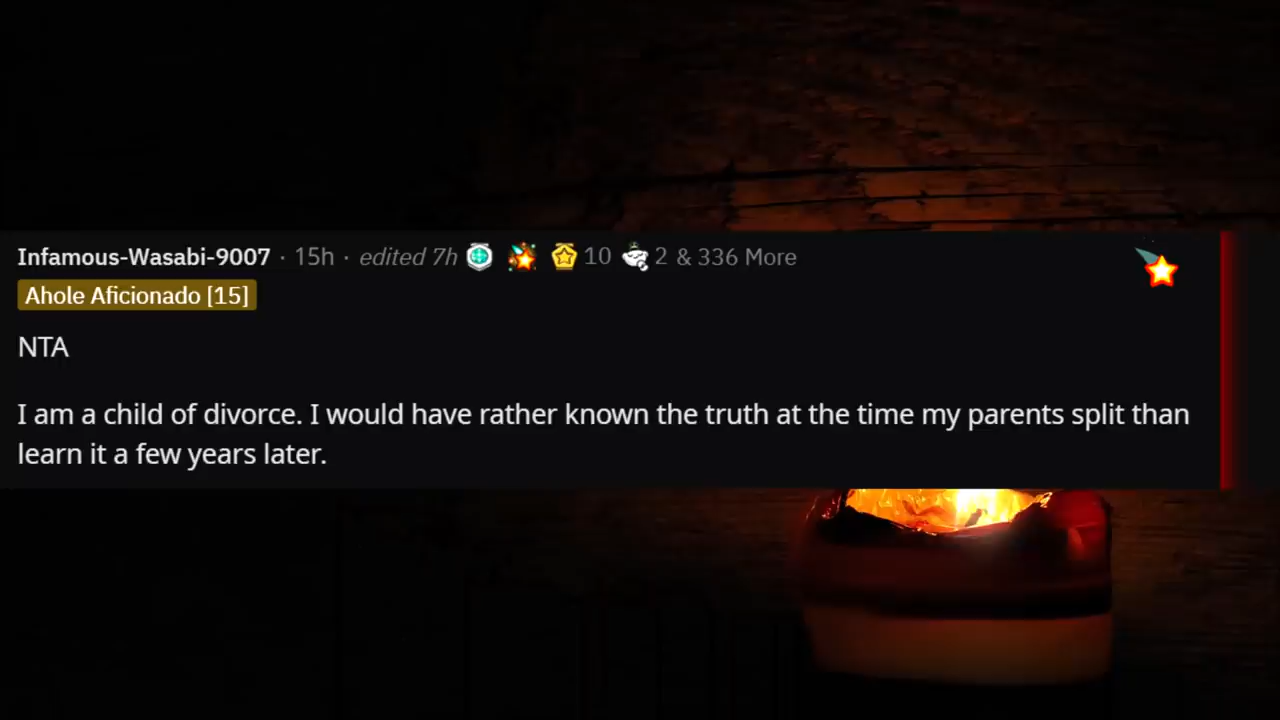 Infamous-Wasabi-9007 · 15h · edited 7h 10 2 & 336 More
Ahole Aficionado [15]
NTA
I am a child of divorce. I would have rather known the truth at the time my parents split than
learn it a few years later.